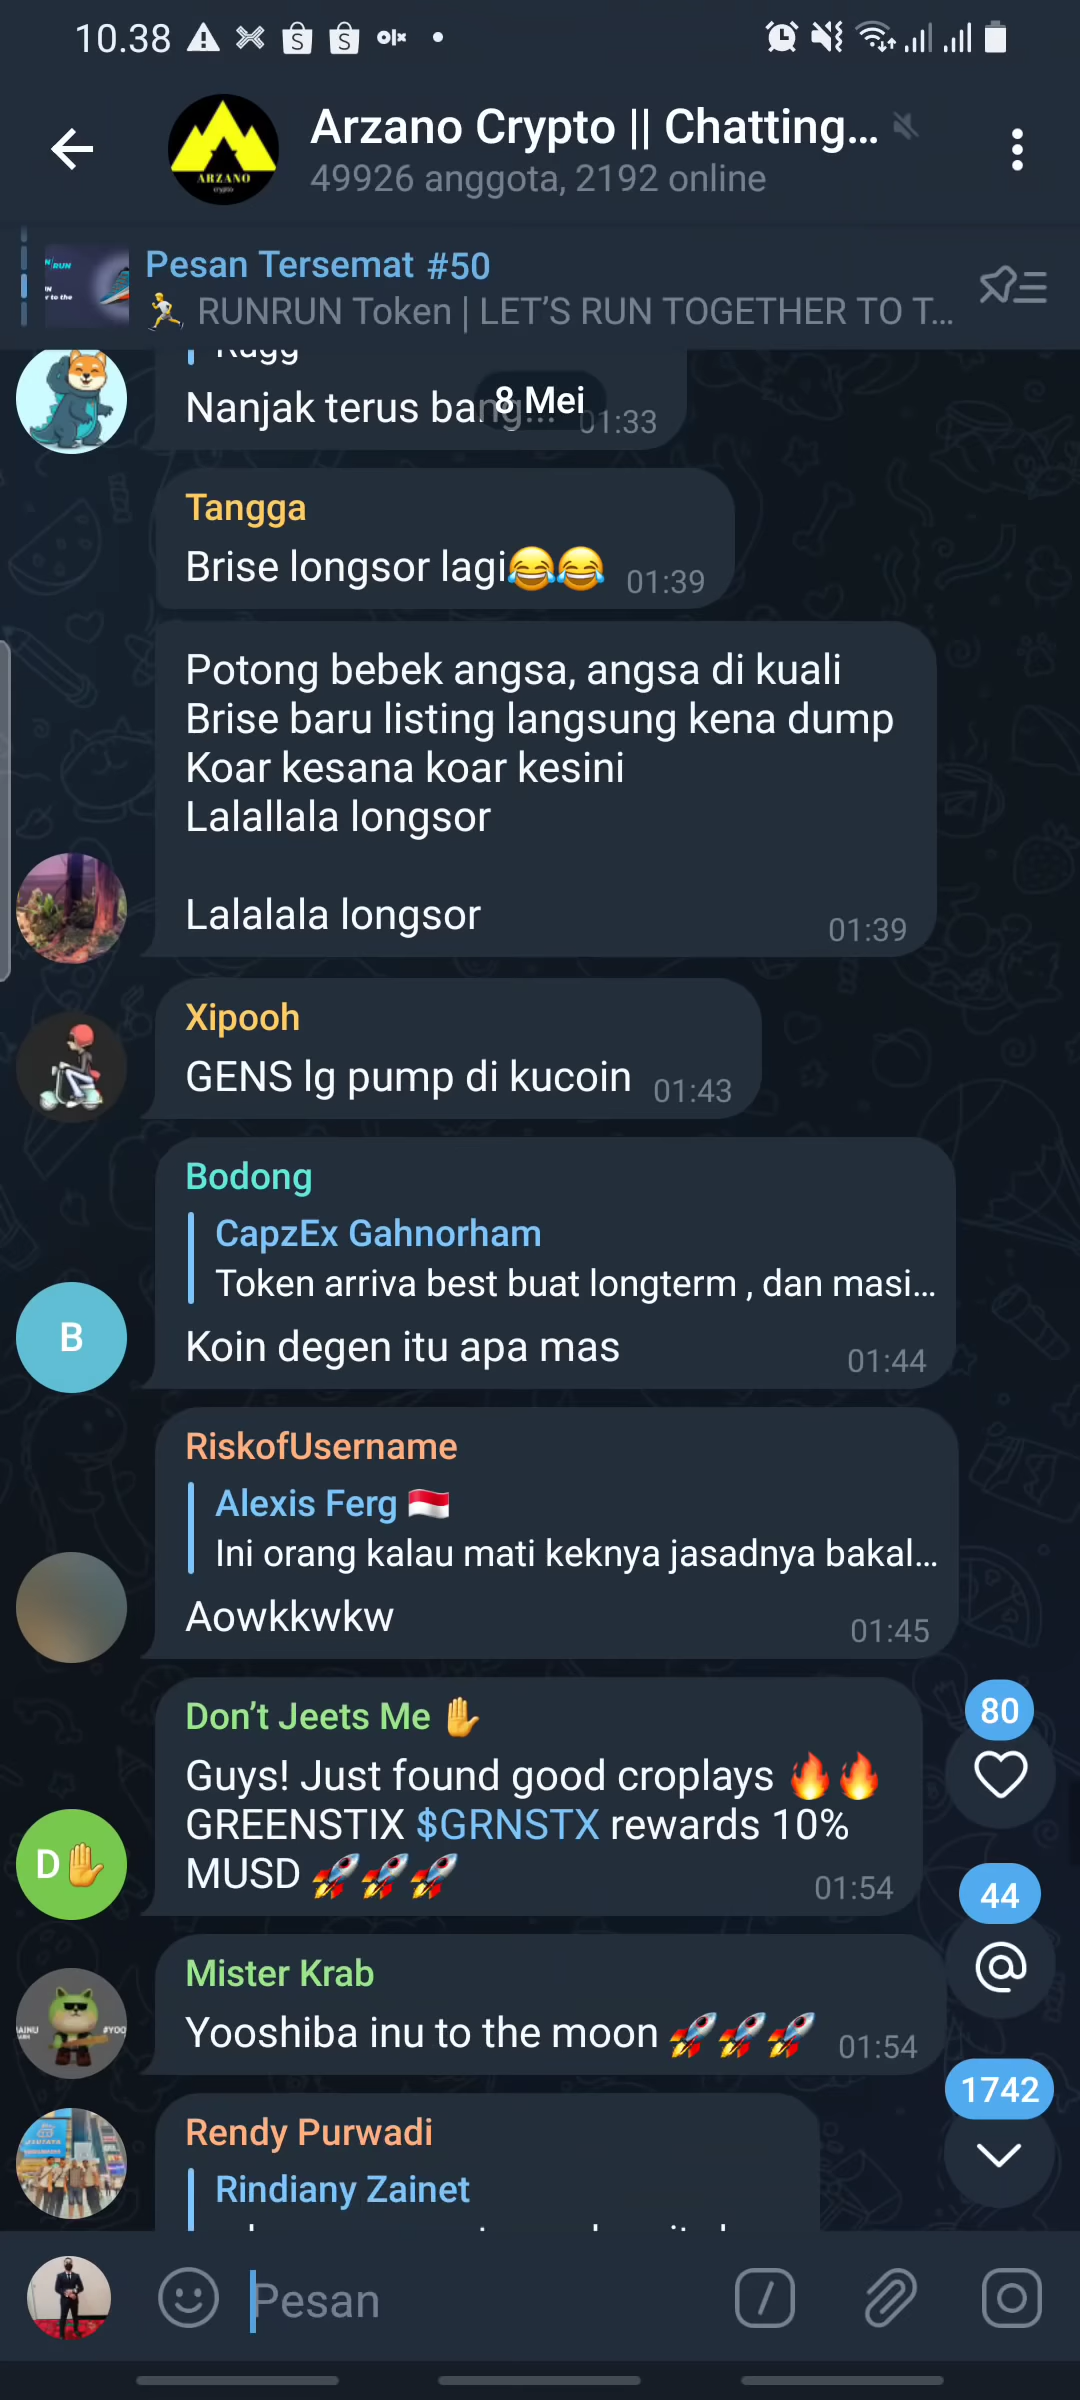 10.38
Arzano Crypto || Chatting...
49926 anggota, 2192 online
ARZANO
crypto
Pesan Tersemat #50
RUNRUN Token | LET'S RUN TOGETHER TO T...
Rugg
8 Mei
Nanjak terus bang... 01:33
Tangga
Brise longsor lagi😂😂 01:39
Potong bebek angsa, angsa di kuali
Brise baru listing langsung kena dump
Koar kesana koar kesini
Lalallala longsor
Lalalala longsor
01:39
Xipooh
GENS lg pump di kucoin 01:43
Bodong
CapzEx Gahnorham
Token arriva best buat longterm , dan masi...
B
Koin degen itu apa mas
01:44
RiskofUsername
Alexis Ferg 🇮🇩
Ini orang kalau mati keknya jasadnya bakal...
Aowkkwkw
01:45
Don't Jeets Me ✋
Guys! Just found good croplays 🔥🔥
GREENSTIX $GRNSTX rewards 10%
MUSD 🚀🚀🚀
01:54
D✋
80
44
Mister Krab
Yooshiba inu to the moon 🚀🚀🚀 01:54
1742
Rendy Purwadi
Rindiany Zainet
Pesan